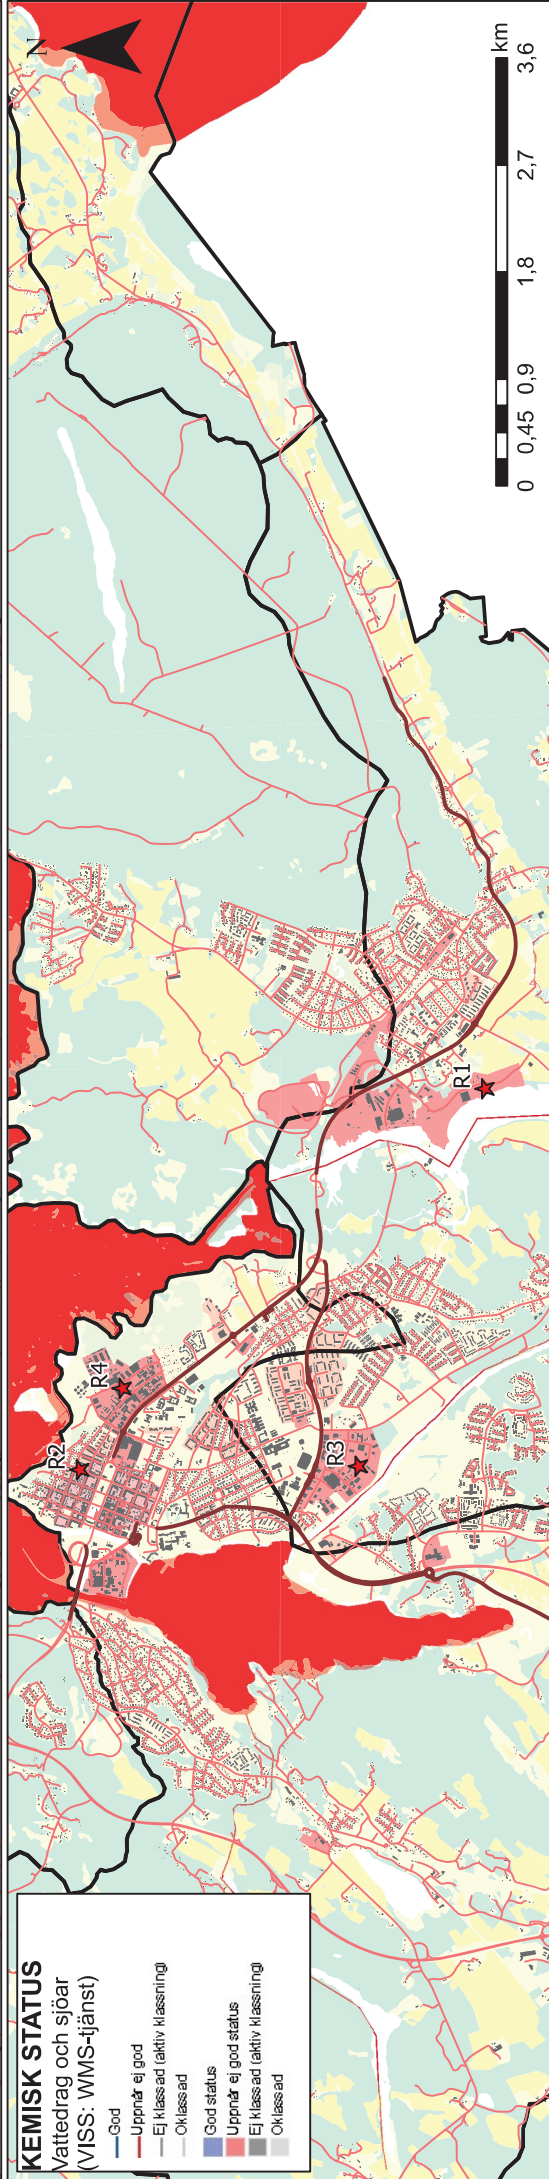 KEMISK STATUS
Vattedrag och sjöar
(VISS: WMS-tjänst)
God
Uppnår ej god
Ej klassad (aktiv klassning)
Oklassad
God status
Uppnår ej god status
Ej klassad (aktiv klassning)
Oklassad
R2
R4
R3
R1
N
km
0 0,45 0,9 1,8 2,7 3,6